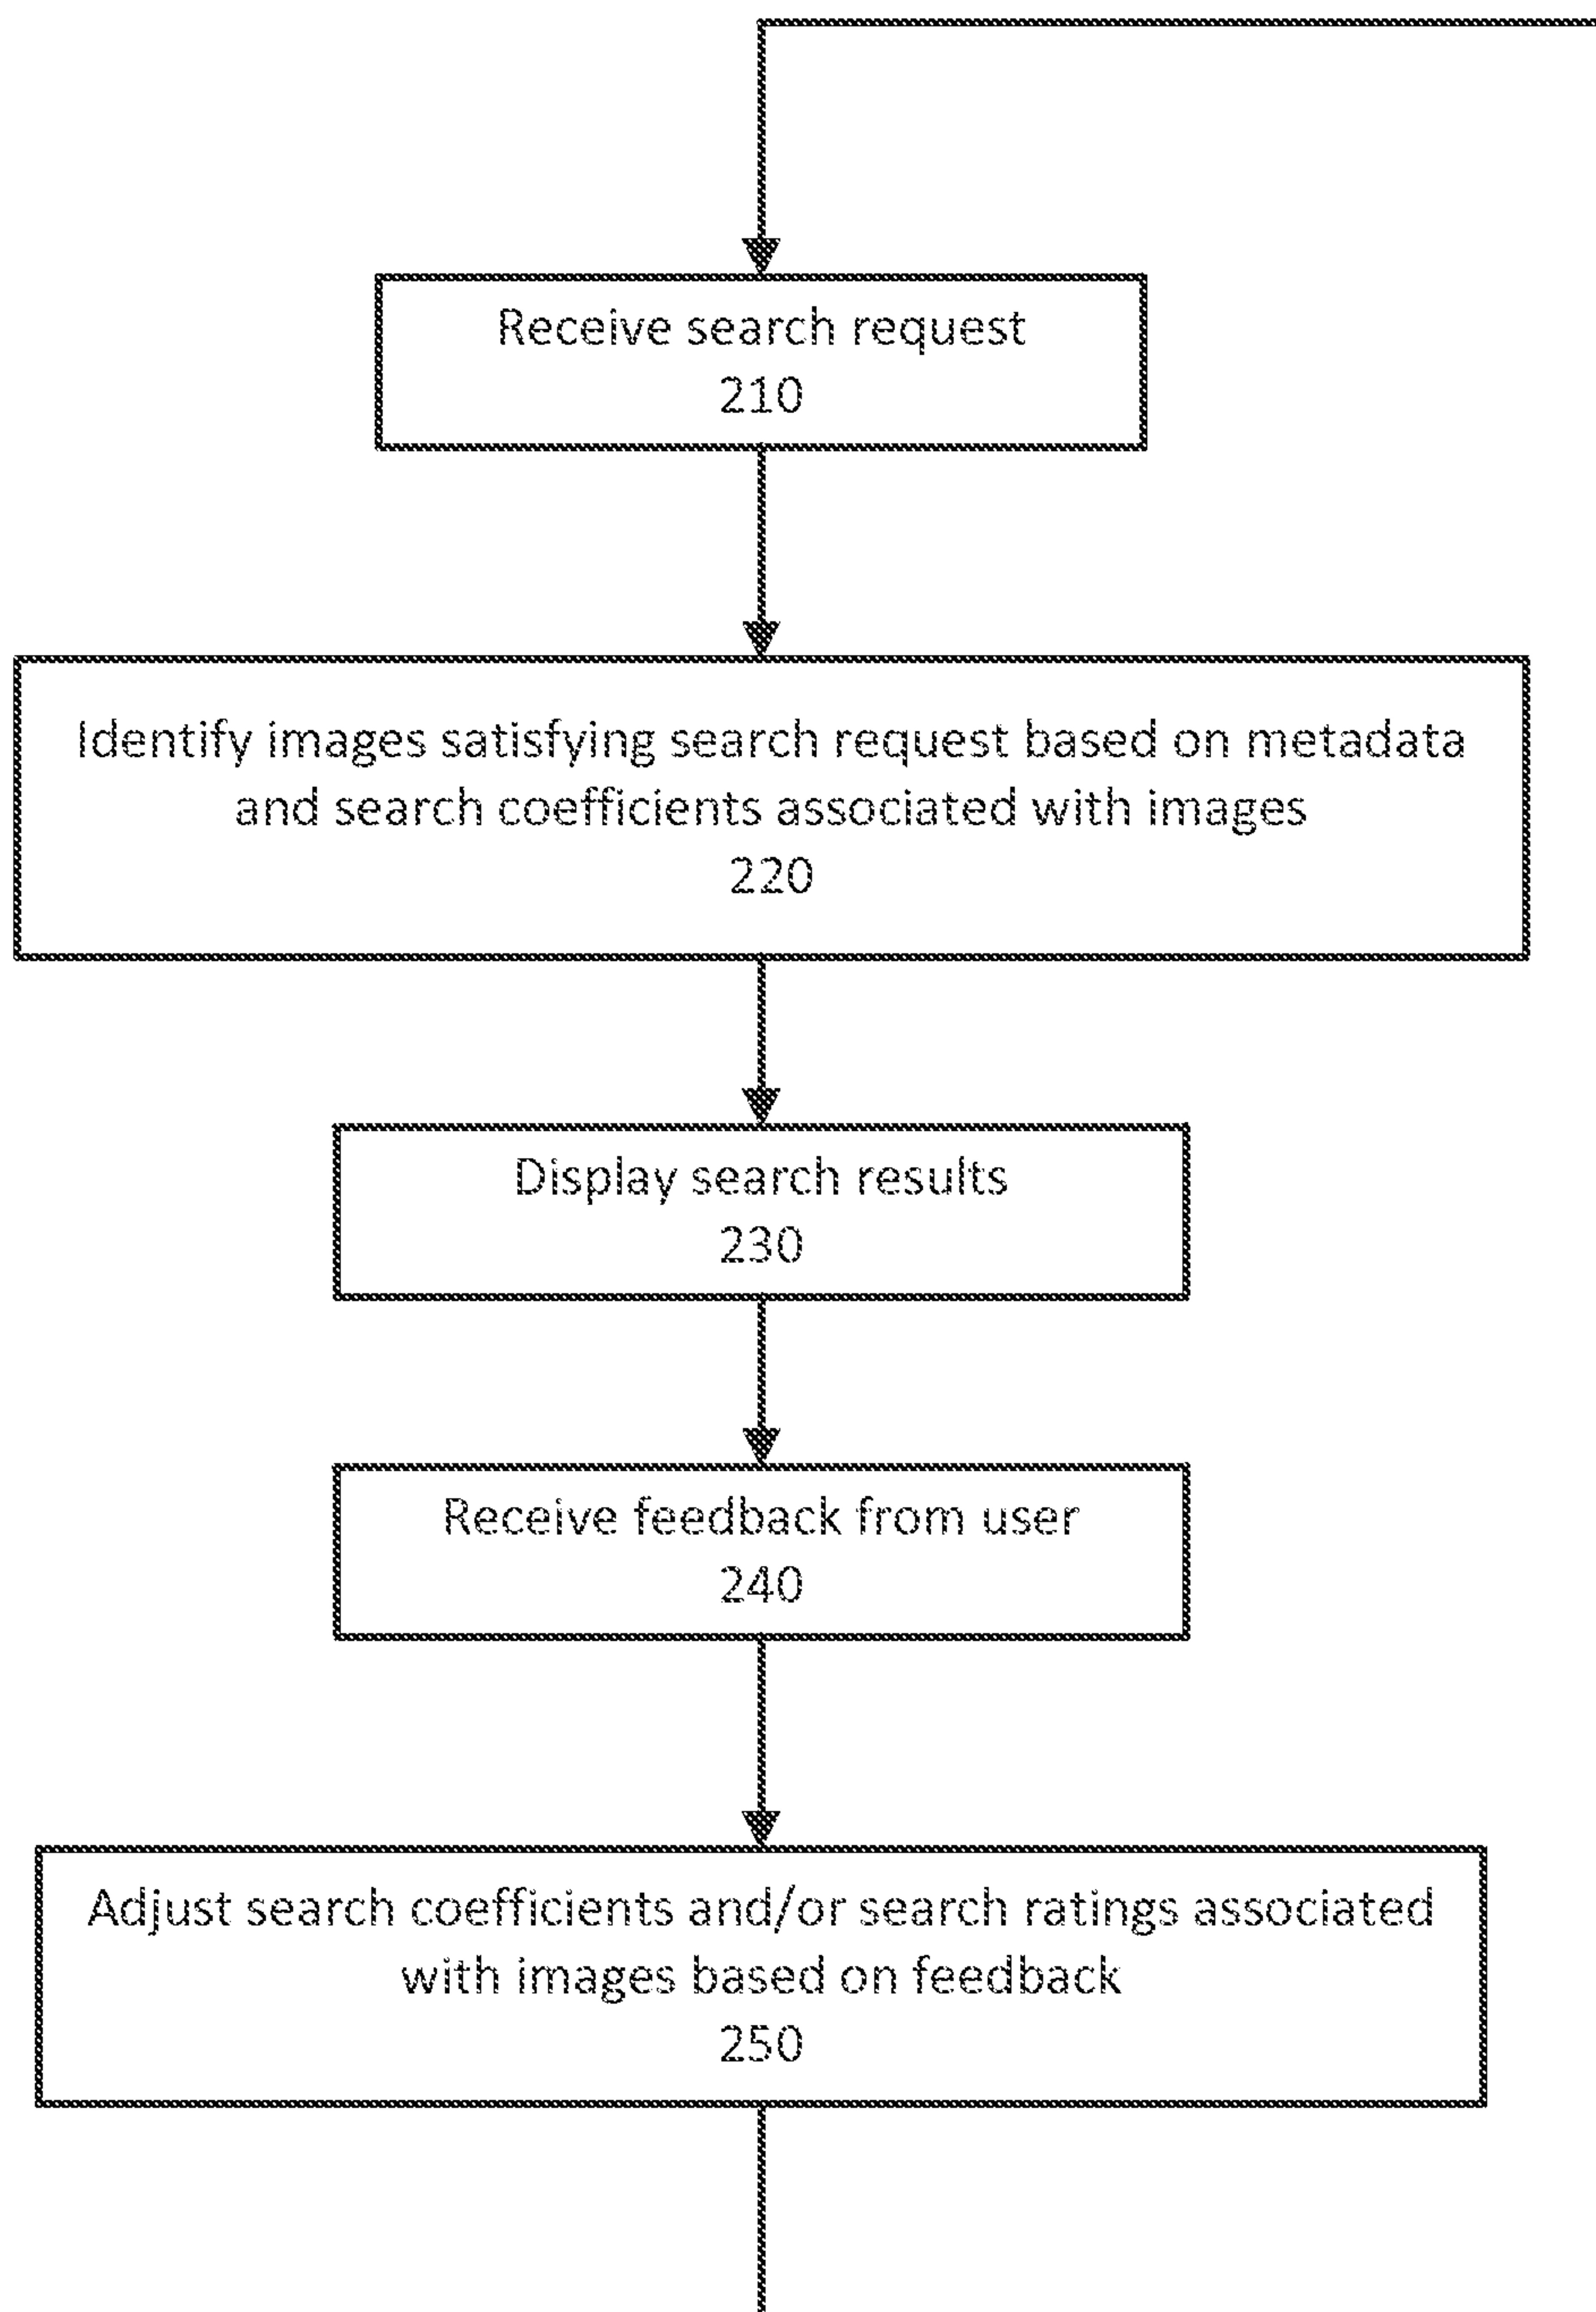 Receive search request
210
Identify images satisfying search request based on metadata
and search coefficients associated with images
220
Display search results
230
Receive feedback from user
240
Adjust search coefficients and/or search ratings associated
with images based on feedback
250